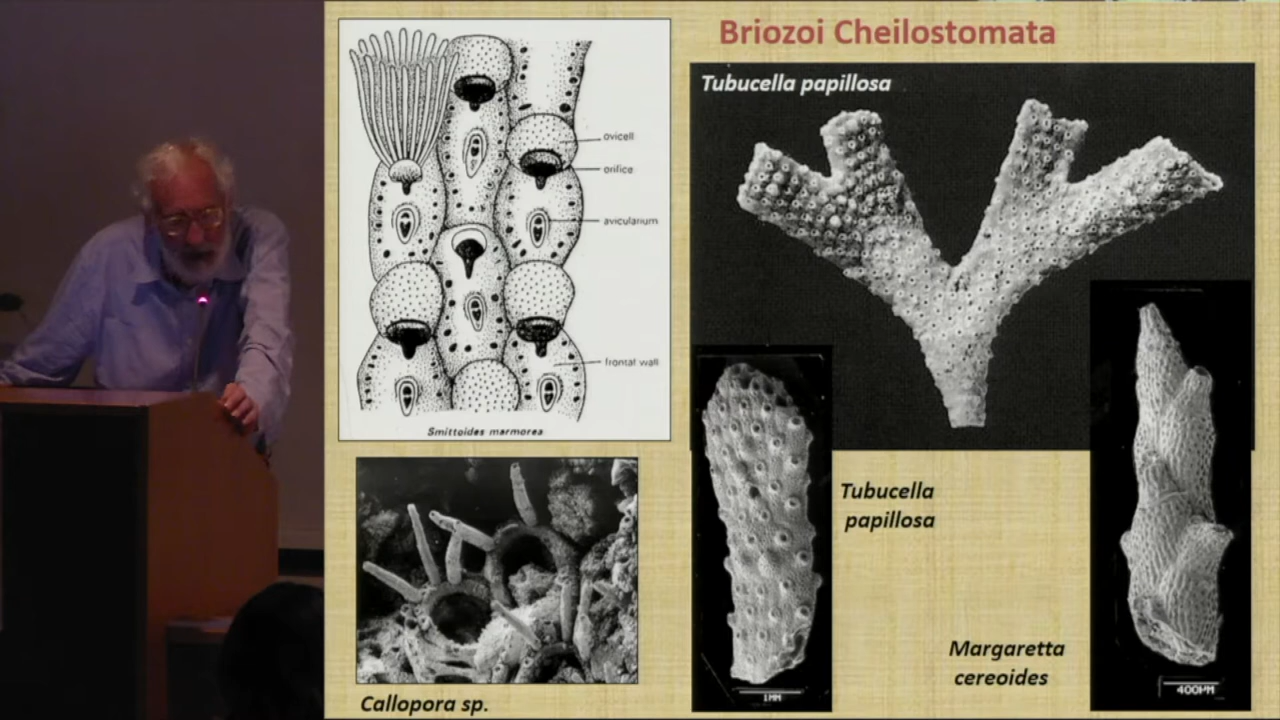 Briozoi Cheilostomata
ovicell
orifice
avicularium
frontal wall
Smittoides marmorea
Tubucella papillosa
Callopora sp.
Tubucella
papillosa
1MM
Margaretta
cereoides
400µM